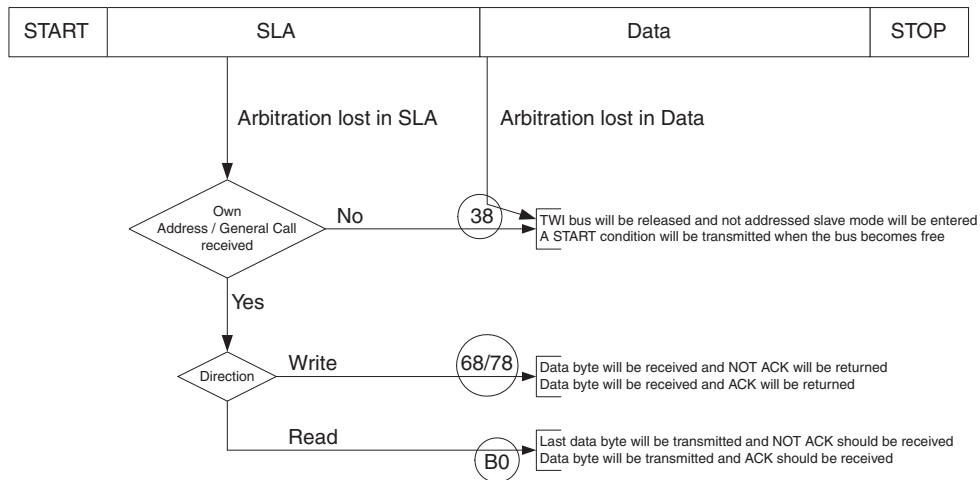 START SLA Data STOP
Arbitration lost in SLA Arbitration lost in Data
Own
Address / General Call
received
No
38
TWI bus will be released and not addressed slave mode will be entered
A START condition will be transmitted when the bus becomes free
Yes
Direction
Write
68/78
Data byte will be received and NOT ACK will be returned
Data byte will be received and ACK will be returned
Read
B0
Last data byte will be transmitted and NOT ACK should be received
Data byte will be transmitted and ACK should be received